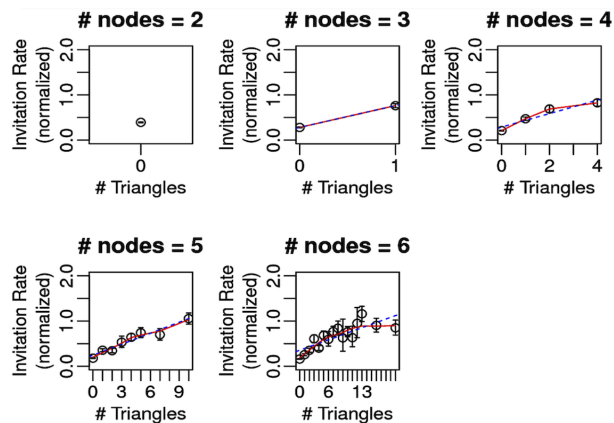 # nodes = 2
Invitation Rate
(normalized)
2.0
1.0
0.0
0
# Triangles
# nodes = 3
Invitation Rate
(normalized)
2.0
1.0
0.0
0 1
# Triangles
# nodes = 4
Invitation Rate
(normalized)
2.0
1.0
0.0
0 2 4
# Triangles
# nodes = 5
Invitation Rate
(normalized)
2.0
1.0
0.0
0 3 6 9
# Triangles
# nodes = 6
Invitation Rate
(normalized)
2.0
1.0
0.0
0 6 13
# Triangles